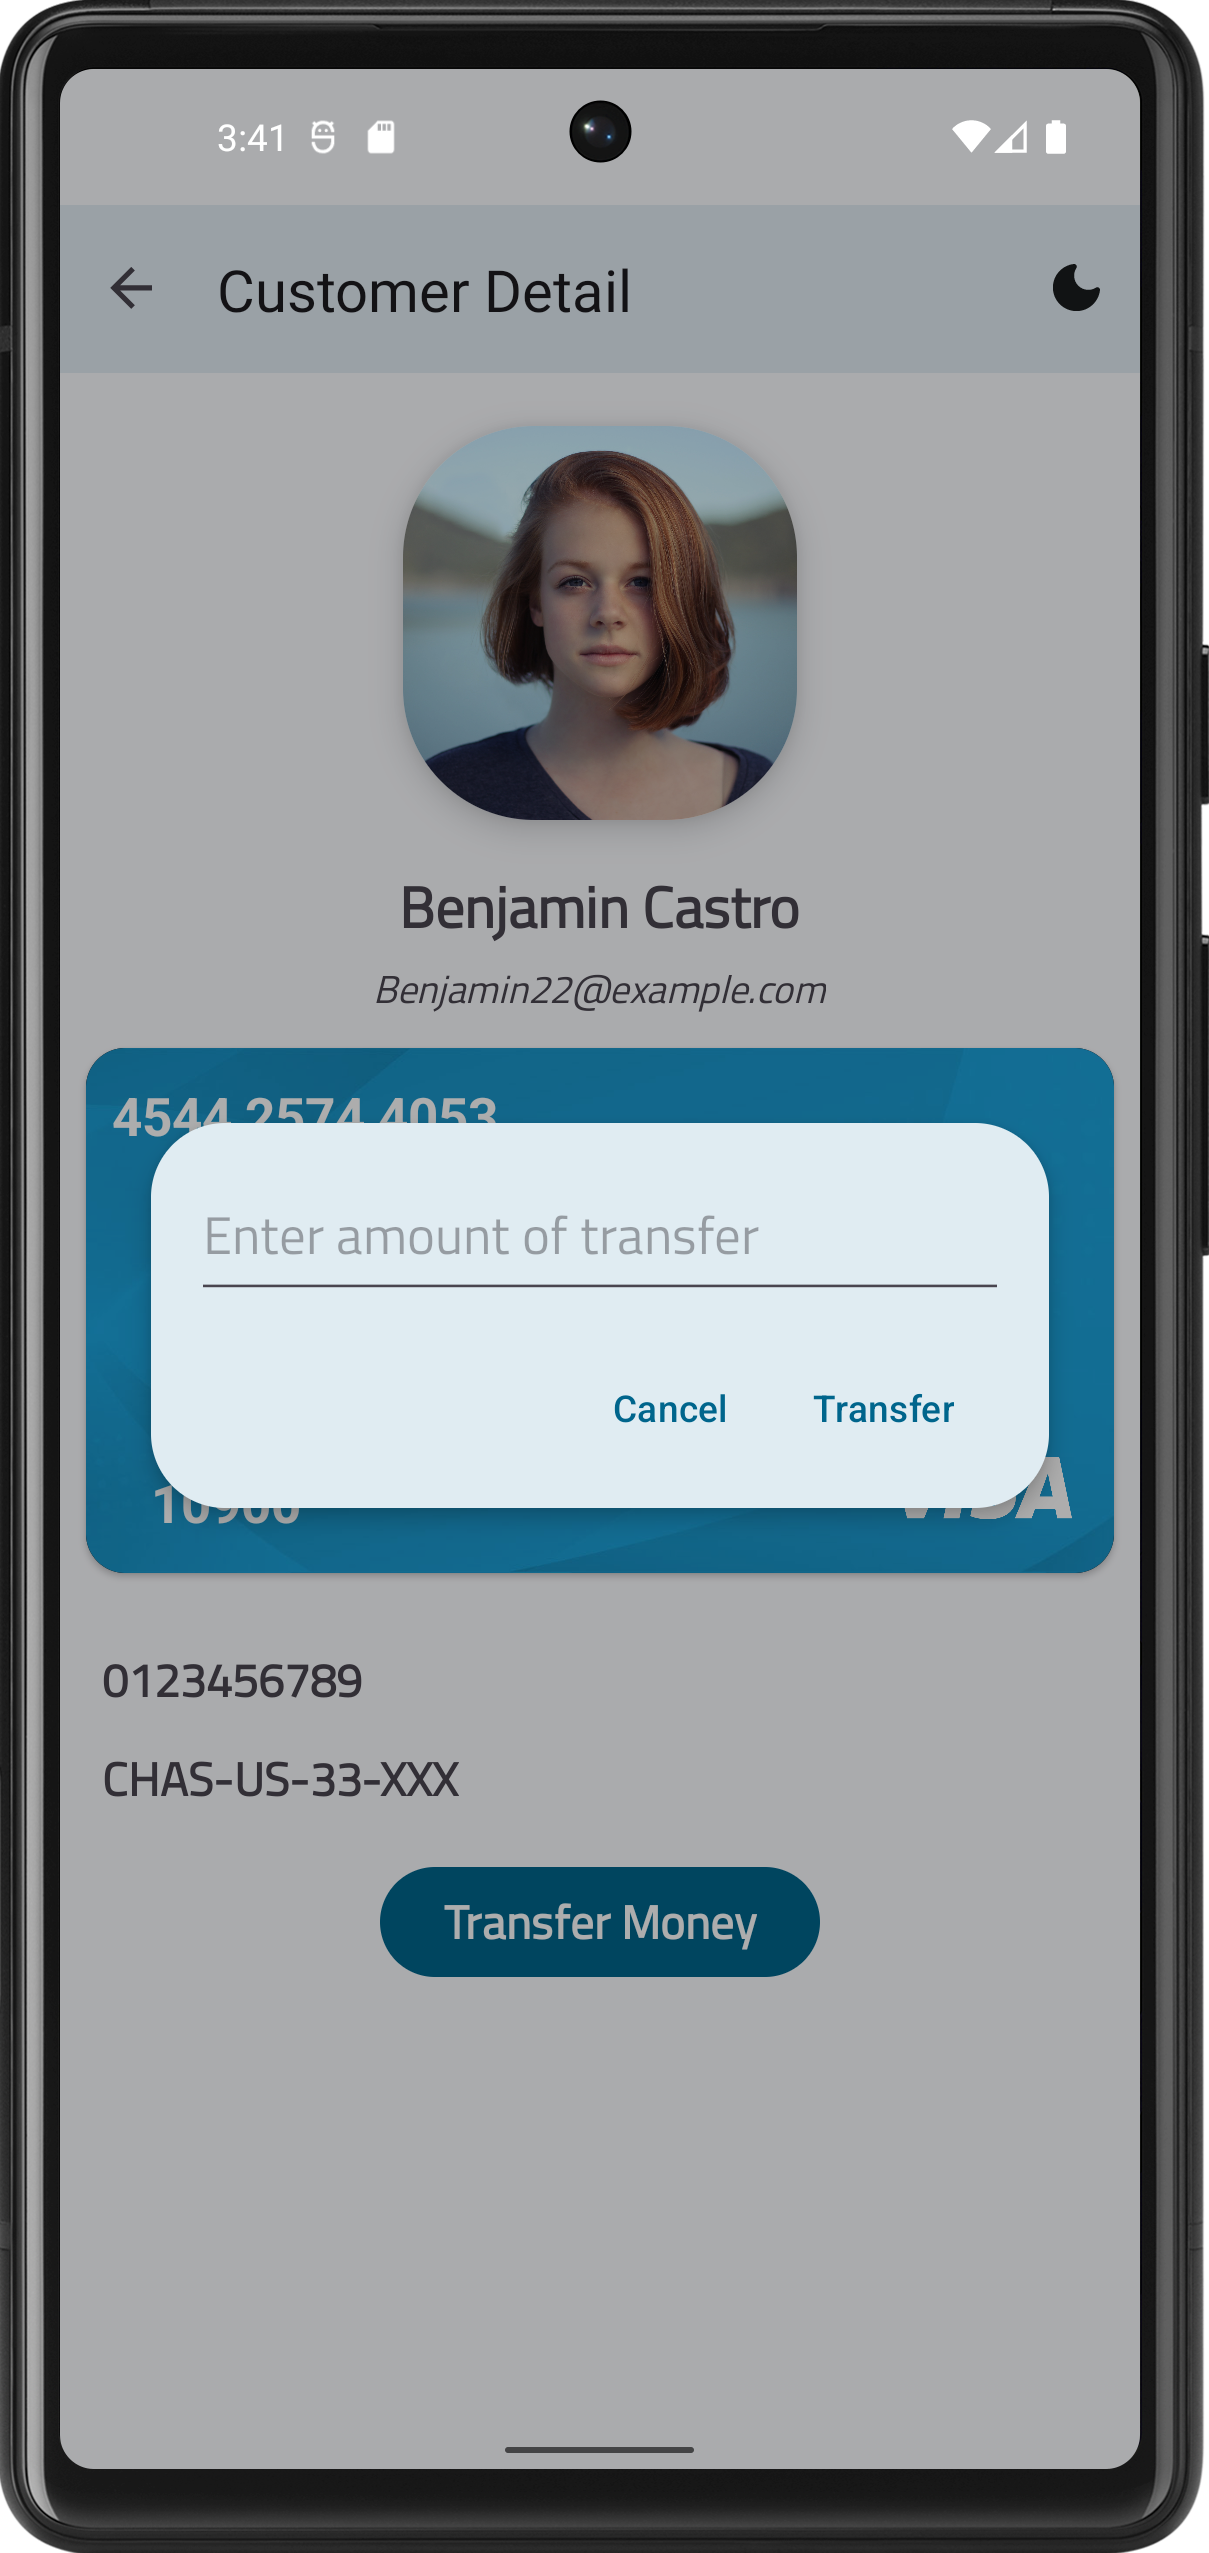 3:41
Customer Detail
Benjamin Castro
Benjamin22@example.com
4544 2574 4053
Enter amount of transfer
Cancel Transfer
VISA
0123456789
CHAS-US-33-XXX
Transfer Money